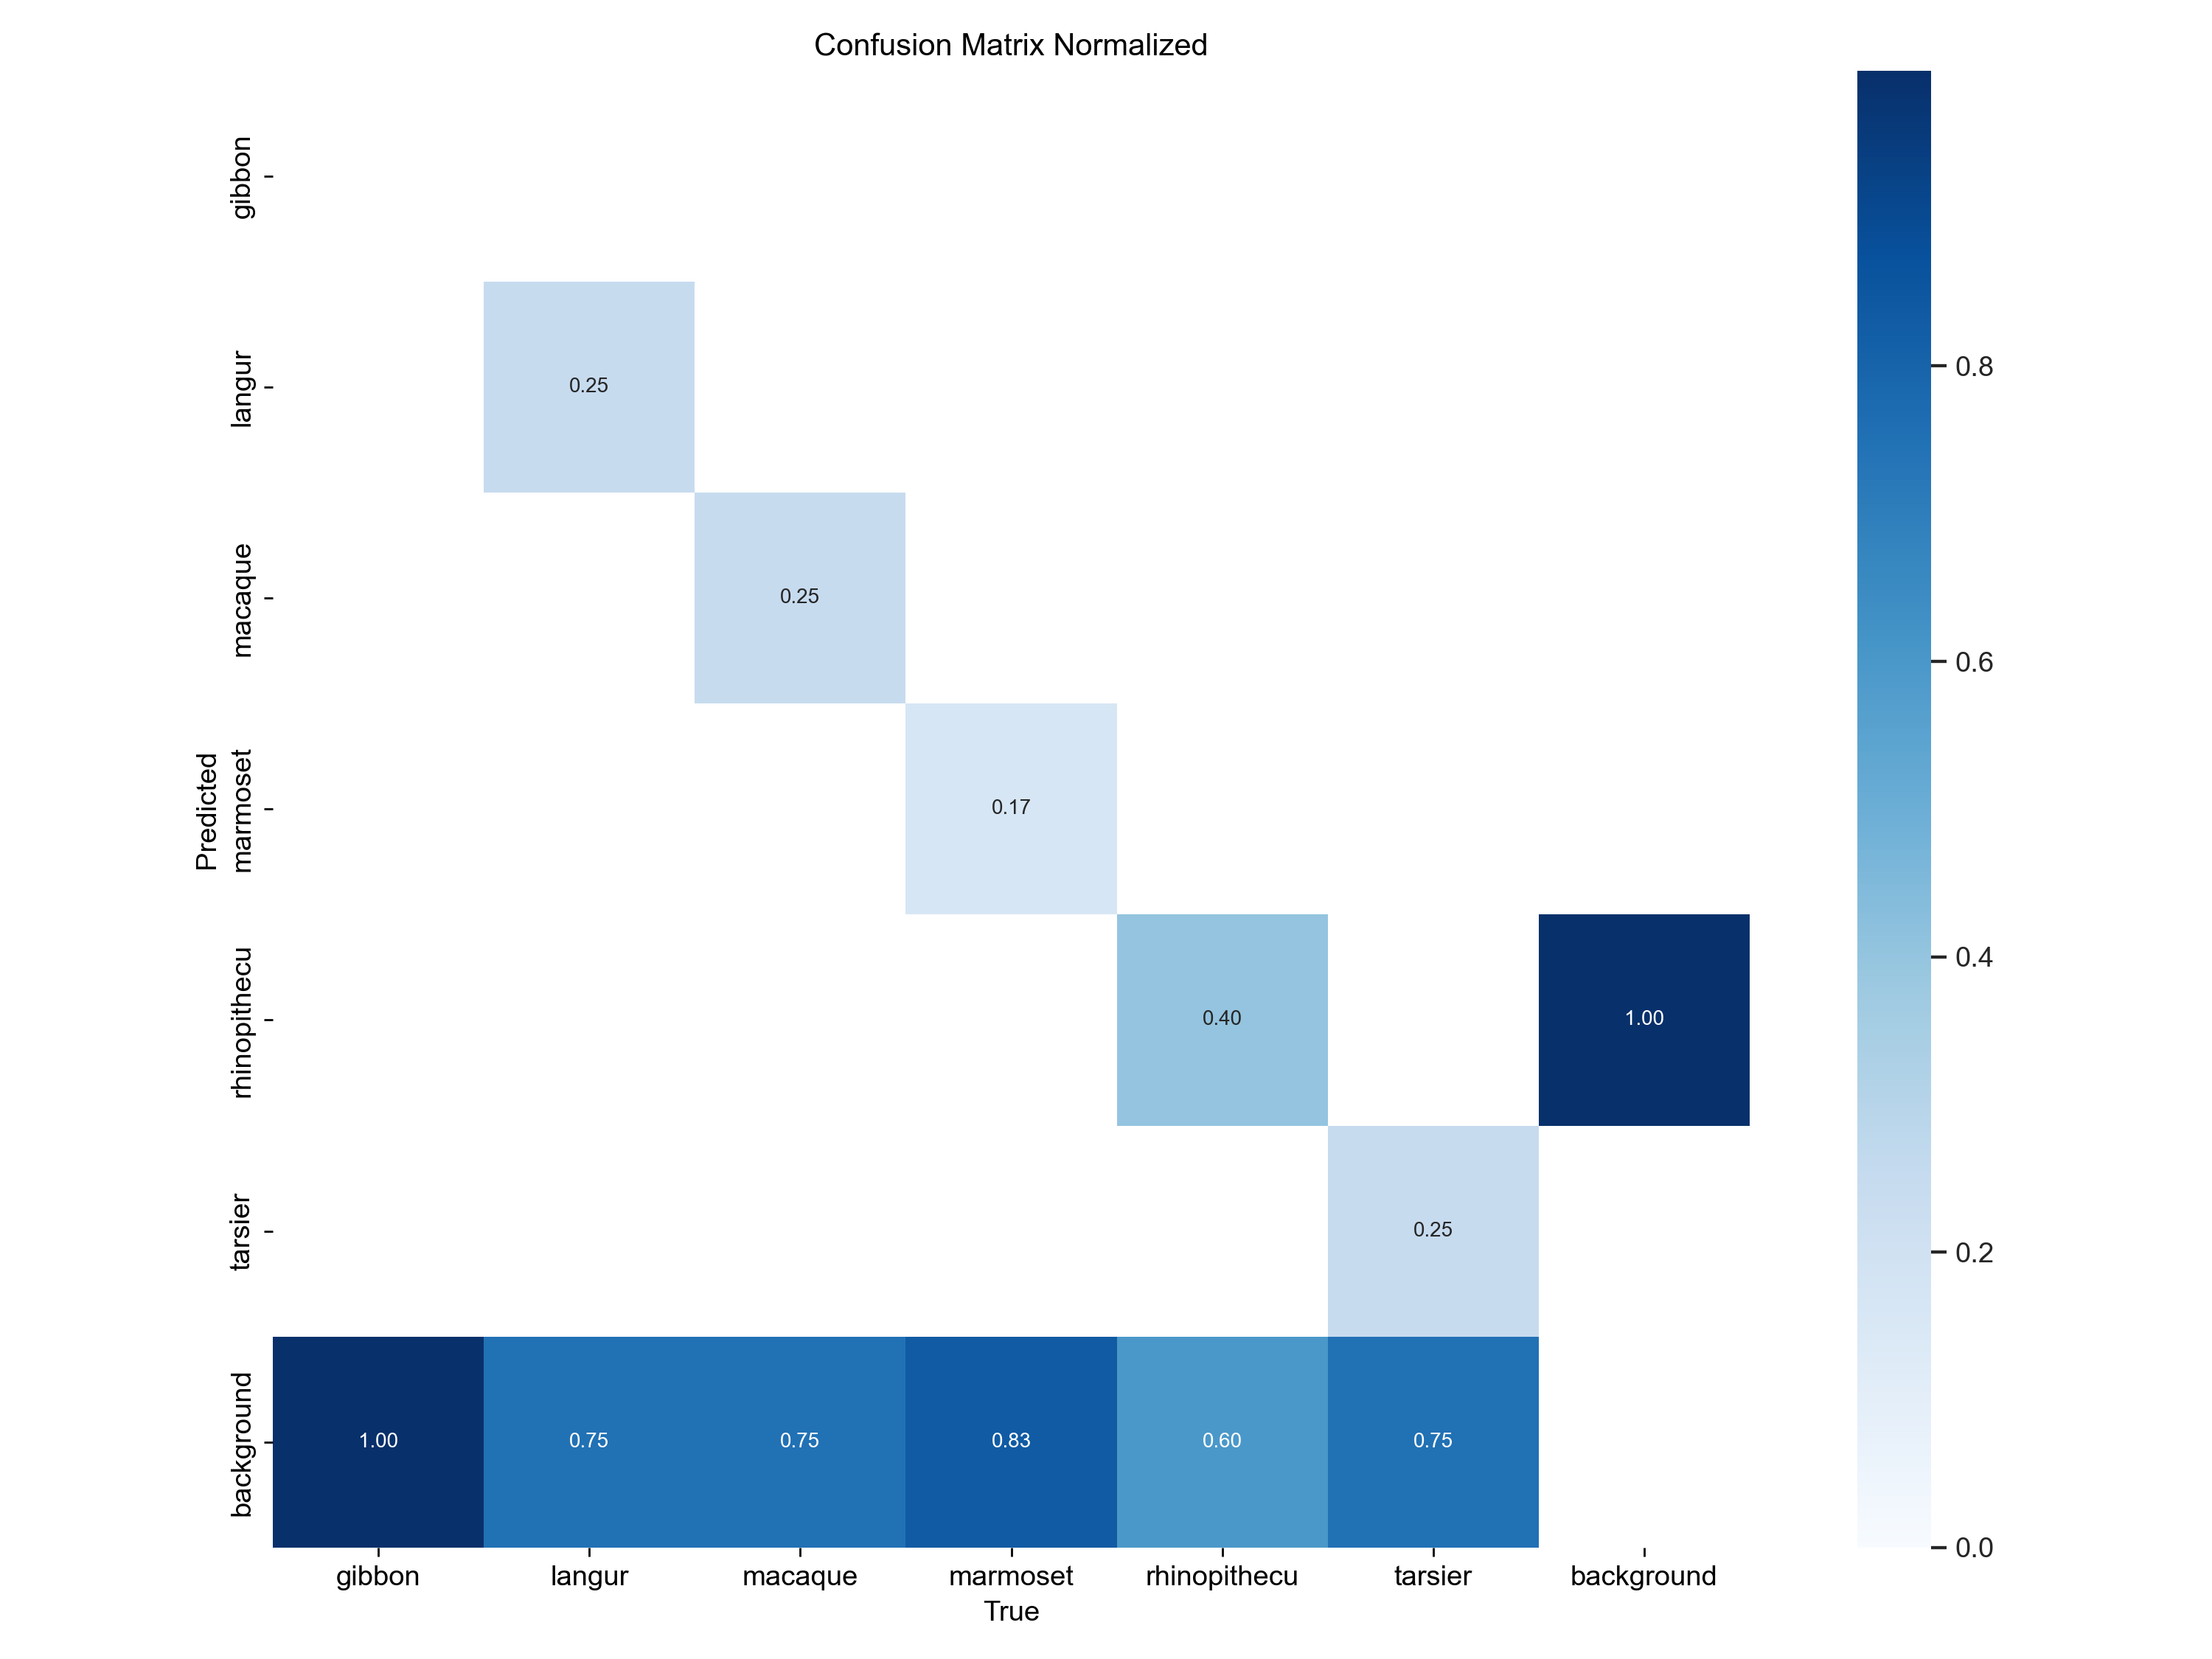 Confusion Matrix Normalized
gibbon
langur
0.25
macaque
0.25
Predicted
marmoset
0.17
rhinopithecu
0.40 1.00
tarsier
0.25
background
1.00 0.75 0.75 0.83 0.60 0.75
gibbon langur macaque marmoset rhinopithecu tarsier background
True
0.8
0.6
0.4
0.2
0.0